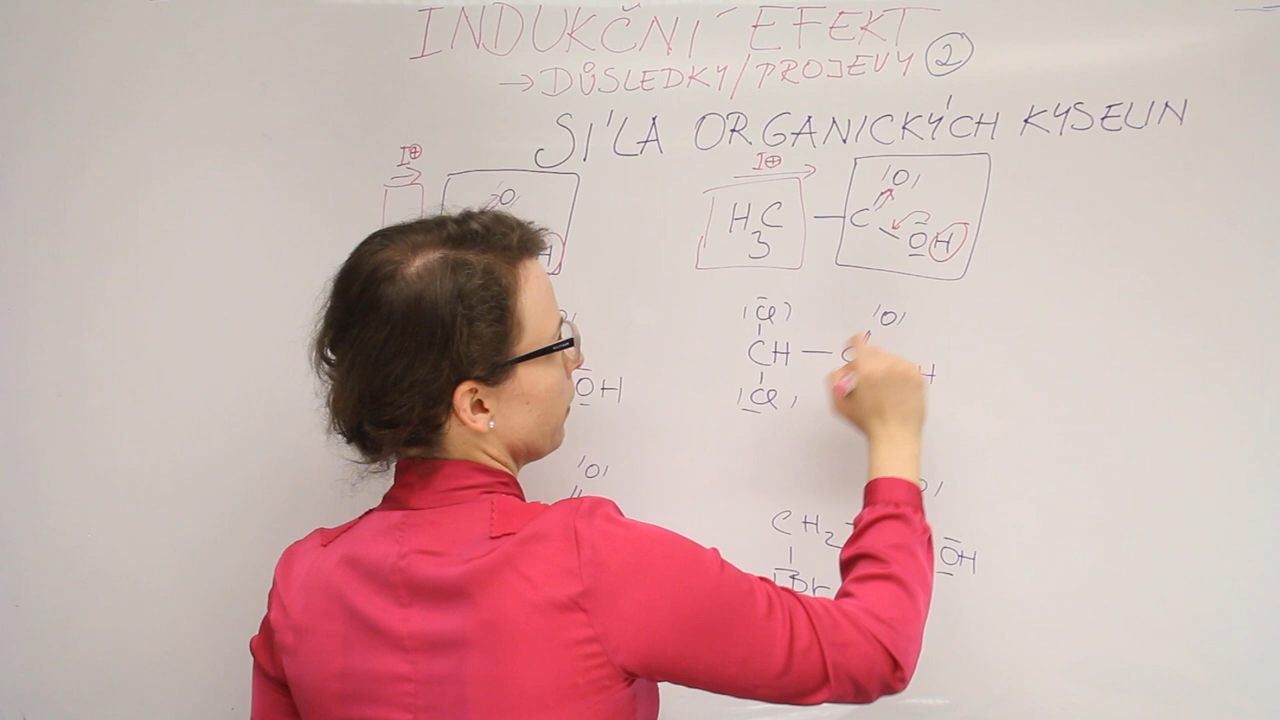 INDUKČNÍ EFEKT
→ DŮSLEDKY/PROJEVY 2
SÍLA ORGANICKÝCH KYSELIN
I⊕
I⊕
O
H
H3C — C
O
OH
Cl
CH — C
O
H
Cl
OH
O
CH2
Br
O
OH